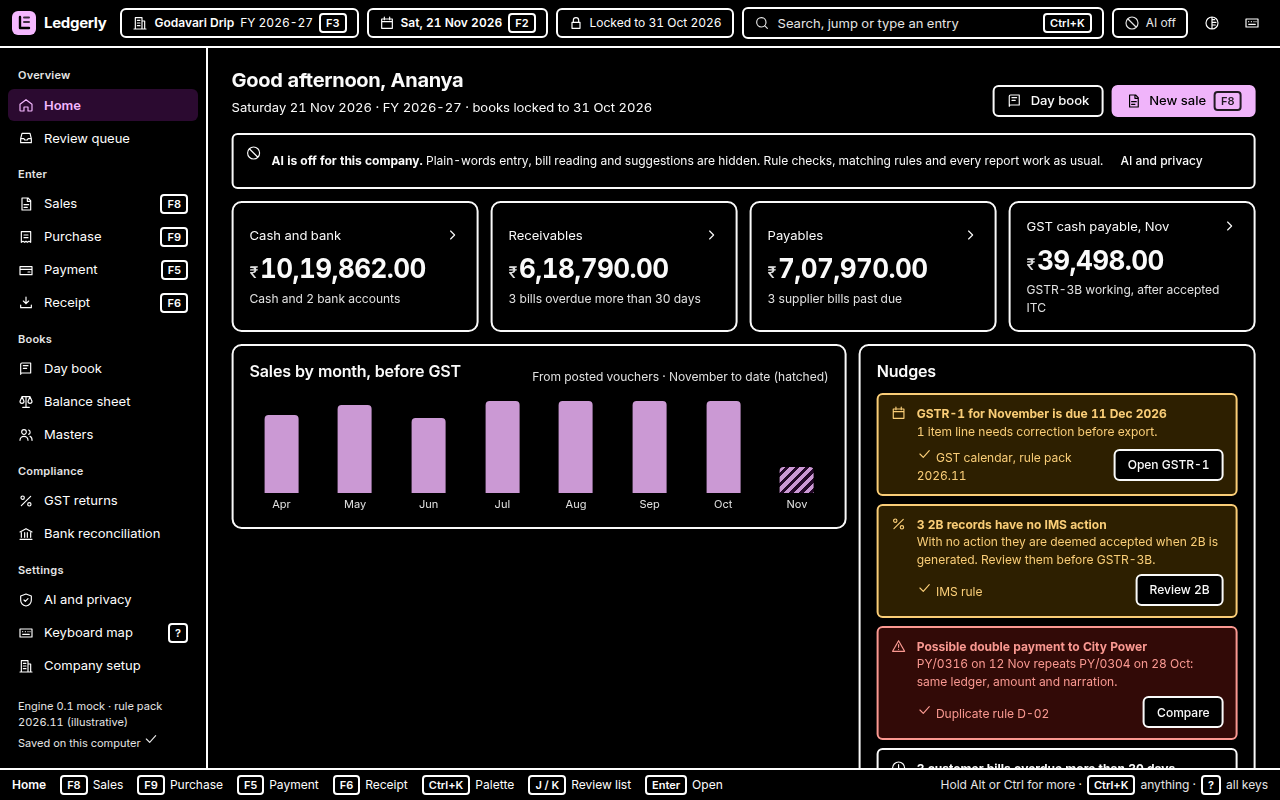 Ledgerly
Godavari Drip FY 2026-27 F3
Sat, 21 Nov 2026 F2
Locked to 31 Oct 2026
Search, jump or type an entry Ctrl+K
AI off
Overview
Home
Review queue
Enter
Sales F8
Purchase F9
Payment F5
Receipt F6
Books
Day book
Balance sheet
Masters
Compliance
GST returns
Bank reconciliation
Settings
AI and privacy
Keyboard map ?
Company setup
Engine 0.1 mock · rule pack
2026.11 (illustrative)
Saved on this computer
Good afternoon, Ananya
Saturday 21 Nov 2026 · FY 2026-27 · books locked to 31 Oct 2026
Day book
New sale F8
AI is off for this company. Plain-words entry, bill reading and suggestions are hidden. Rule checks, matching rules and every report work as usual. AI and privacy
Cash and bank
₹10,19,862.00
Cash and 2 bank accounts
Receivables
₹6,18,790.00
3 bills overdue more than 30 days
Payables
₹7,07,970.00
3 supplier bills past due
GST cash payable, Nov
₹39,498.00
GSTR-3B working, after accepted
ITC
Sales by month, before GST
From posted vouchers · November to date (hatched)
Apr May Jun Jul Aug Sep Oct Nov
Nudges
GSTR-1 for November is due 11 Dec 2026
1 item line needs correction before export.
GST calendar, rule pack
2026.11
Open GSTR-1
3 2B records have no IMS action
With no action they are deemed accepted when 2B is
generated. Review them before GSTR-3B.
IMS rule
Review 2B
Possible double payment to City Power
PY/0316 on 12 Nov repeats PY/0304 on 28 Oct:
same ledger, amount and narration.
Duplicate rule D-02
Compare
3 customer bills overdue more than 30 days
Home F8 Sales F9 Purchase F5 Payment F6 Receipt Ctrl+K Palette J / K Review list Enter Open
Hold Alt or Ctrl for more · Ctrl+K anything · ? all keys